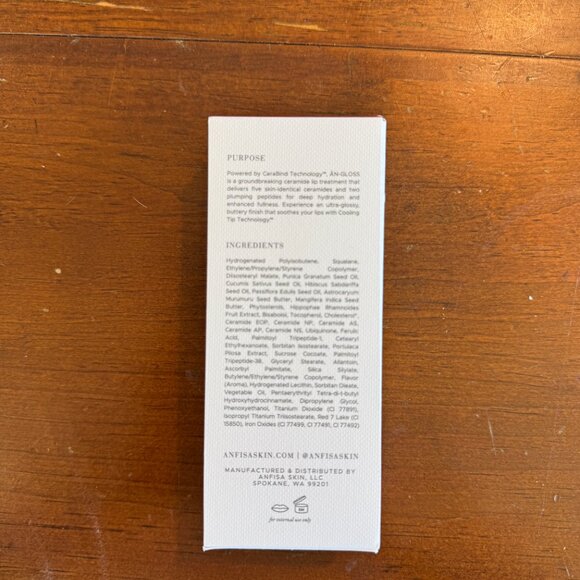 PURPOSE
Powered by CeraBind Technology™, ÂN-GLOSS
is a groundbreaking ceramide lip treatment that
delivers five skin-identical ceramides and two
plumping peptides for deep hydration and
enhanced fullness. Experience an ultra-glossy,
buttery finish that soothes your lips with Cooling
Tip Technology™
INGREDIENTS
Hydrogenated Polyisobutene, Squalane,
Ethylene/Propylene/Styrene Copolymer,
Diisostearyl Malate, Punica Granatum Seed Oil,
Cucumis Sativus Seed Oil, Hibiscus Sabdariffa
Seed Oil, Passiflora Edulis Seed Oil, Astrocaryum
Murumuru Seed Butter, Mangifera Indica Seed
Butter, Phytosterols, Hippophae Rhamnoides
Fruit Extract, Bisabolol, Tocopherol, Cholesterol*,
Ceramide EOP, Ceramide NP, Ceramide AS,
Ceramide AP, Ceramide NS, Ubiquinone, Ferulic
Acid, Palmitoyl Tripeptide-1, Cetearyl
Ethylhexanoate, Sorbitan Isostearate, Portulaca
Pilosa Extract, Sucrose Cocoate, Palmitoyl
Tripeptide-38, Glyceryl Stearate, Allantoin,
Ascorbyl Palmitate, Silica Silylate,
Butylene/Ethylene/Styrene Copolymer, Flavor
(Aroma), Hydrogenated Lecithin, Sorbitan Oleate,
Vegetable Oil, Pentaerythrityl Tetra-di-t-butyl
Hydroxyhydrocinnamate, Dipropylene Glycol,
Phenoxyethanol, Titanium Dioxide (CI 77891),
Isopropyl Titanium Triisostearate, Red 7 Lake (CI
15850), Iron Oxides (CI 77499, CI 77491, CI 77492)
ANFISASKIN.COM | @ANFISASKIN
MANUFACTURED & DISTRIBUTED BY
ANFISA SKIN, LLC
SPOKANE, WA 99201
for external use only